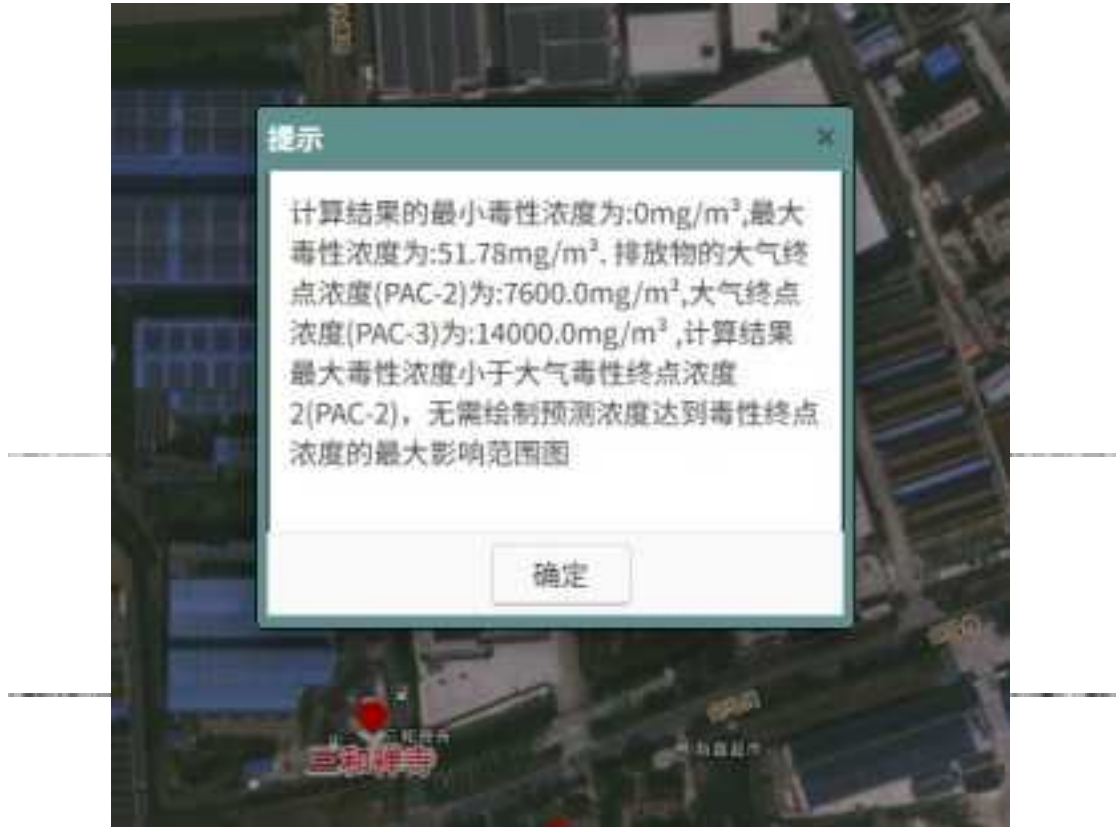 提示
×
计算结果的最小毒性浓度为:0mg/m³,最大
毒性浓度为:51.78mg/m³. 排放物的大气终
点浓度(PAC-2)为:7600.0mg/m³,大气终点
浓度(PAC-3)为:14000.0mg/m³ ,计算结果
最大毒性浓度小于大气毒性终点浓度
2(PAC-2)，无需绘制预测浓度达到毒性终点
浓度的最大影响范围图
确定
三和禅寺